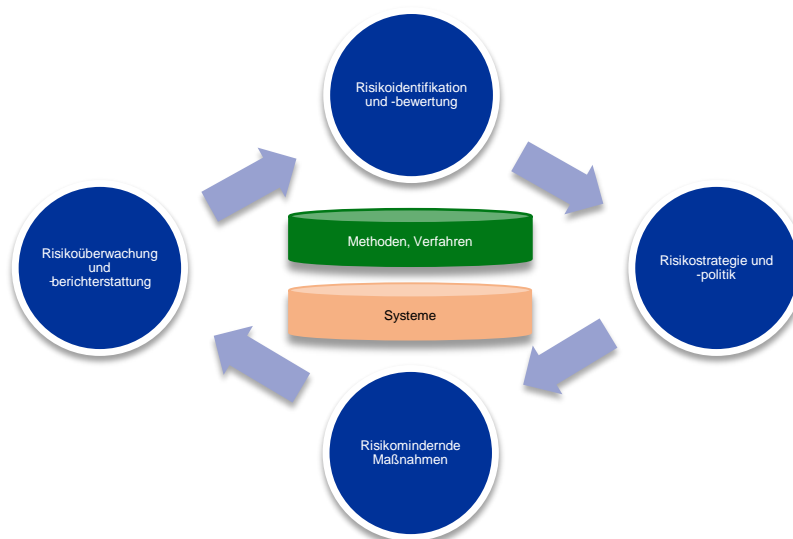 Risikoidentifikation
und -bewertung
Methoden, Verfahren
Risikoüberwachung
und
-berichterstattung
Risikostrategie und
-politik
Systeme
Risikomindernde
Maßnahmen